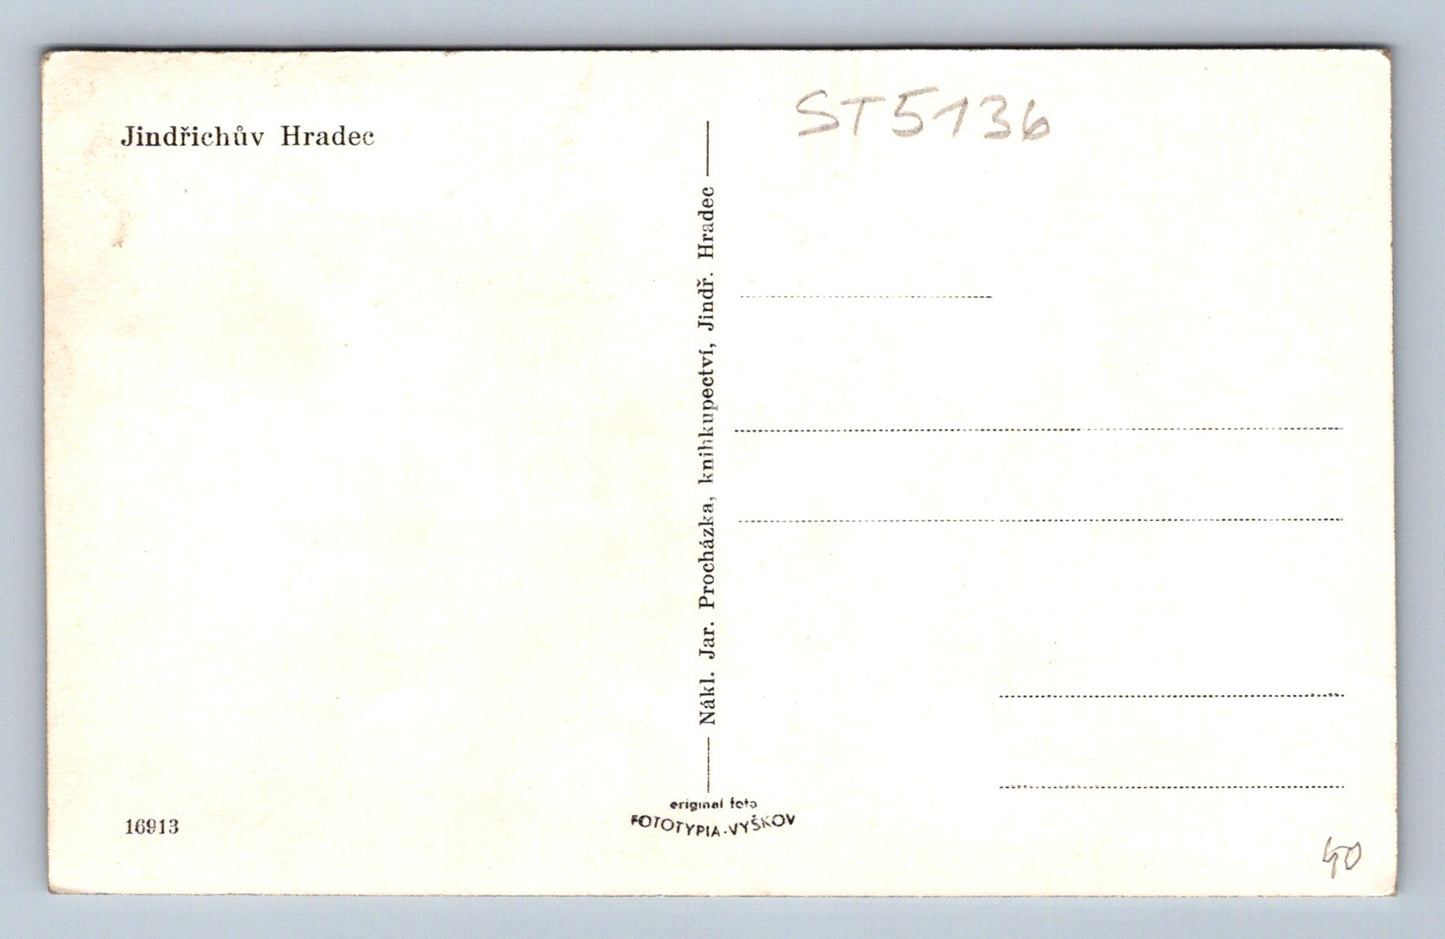 Jindřichův Hradec
ST5136
Nákl. Jar. Procházka, knihkupectví, Jindř. Hradec
16913
original foto
FOTOTYPIA-VYŠKOV
40